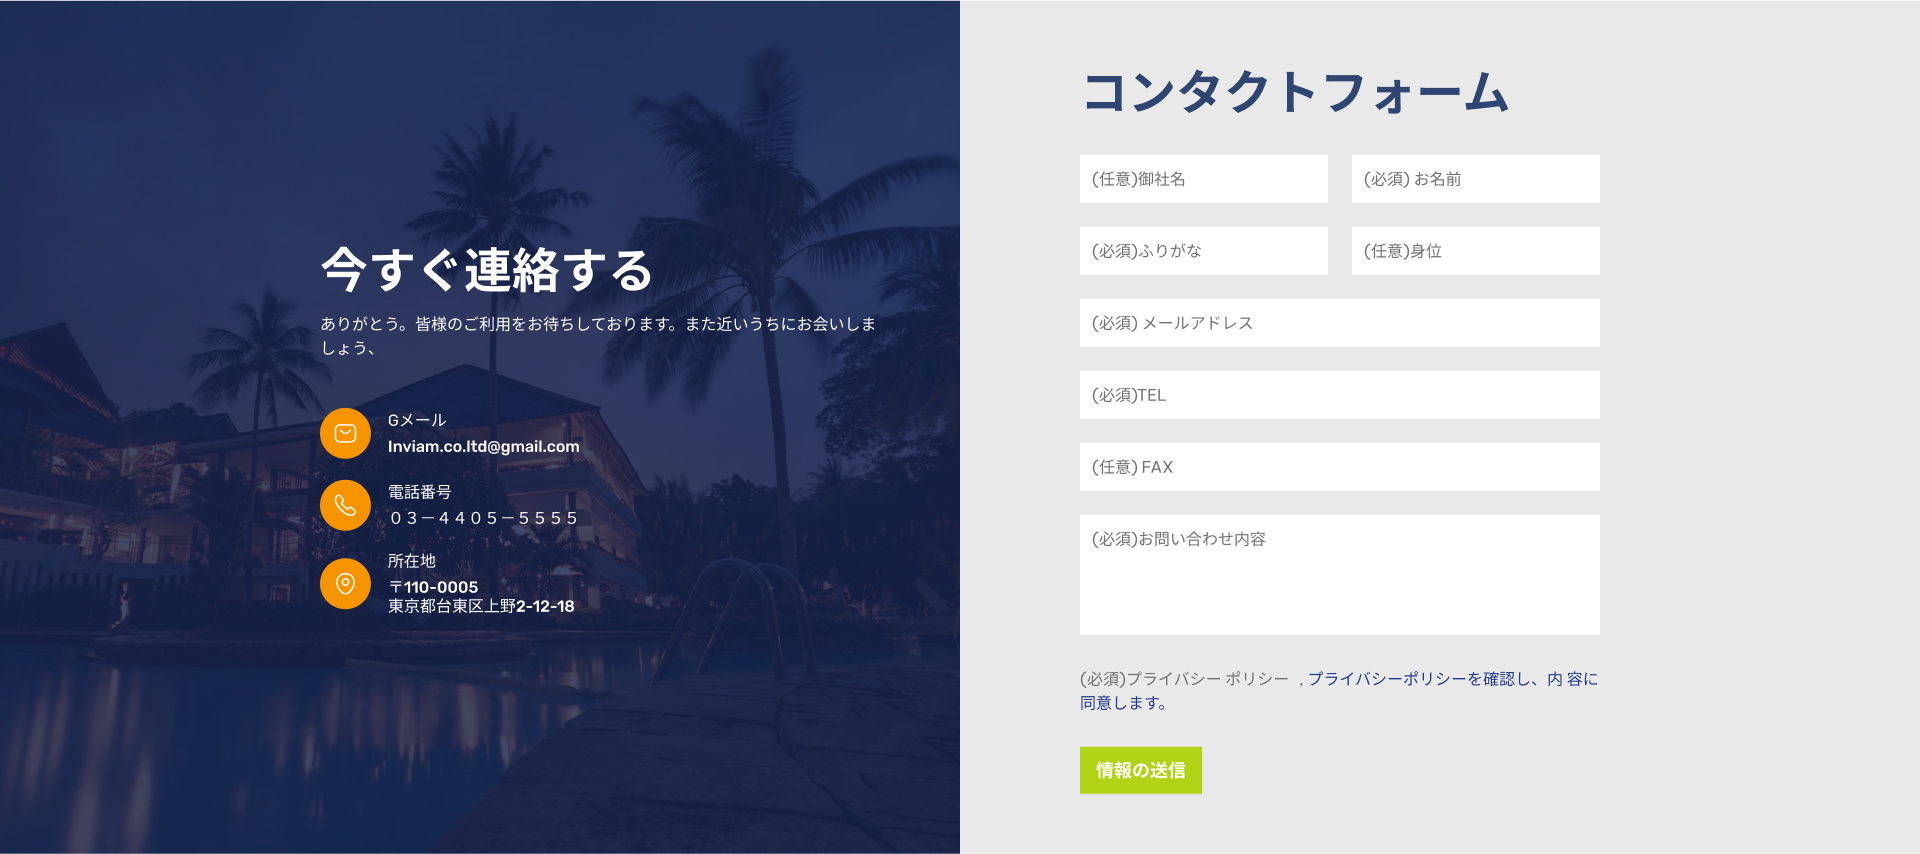 今すぐ連絡する
ありがとう。皆様のご利用をお待ちしております。また近いうちにお会いしま
しょう、
Gメール
Inviam.co.ltd@gmail.com
電話番号
０３－４４０５－５５５５
所在地
〒110-0005
東京都台東区上野2-12-18
コンタクトフォーム
(任意)御社名
(必須) お名前
(必須)ふりがな
(任意)身位
(必須) メールアドレス
(必須)TEL
(任意) FAX
(必須)お問い合わせ内容
(必須)プライバシー ポリシー , プライバシーポリシーを確認し、内 容に
同意します。
情報の送信